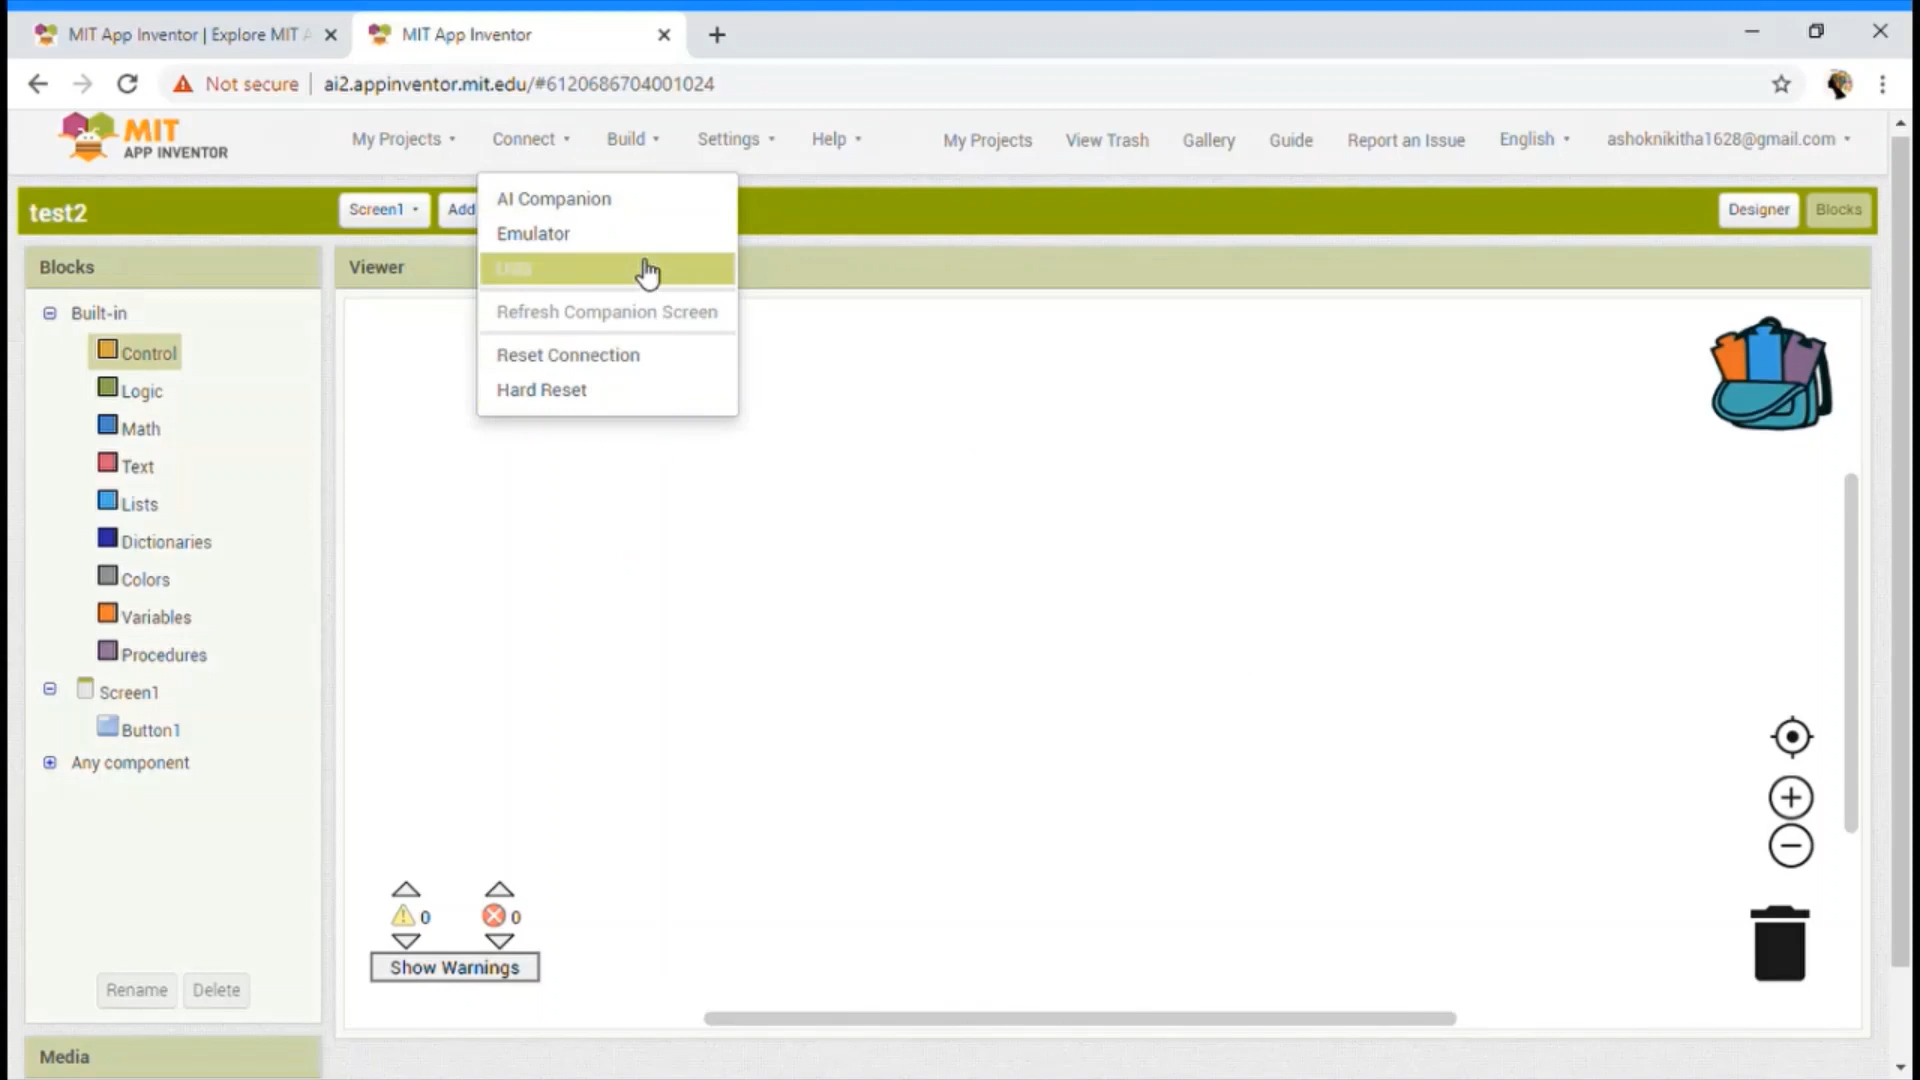 MIT App Inventor | Explore MIT A
MIT App Inventor
Not secure | ai2.appinventor.mit.edu/#6120686704001024
MIT
APP INVENTOR
My Projects Connect Build Settings Help My Projects View Trash Gallery Guide Report an Issue English ashoknikitha1628@gmail.com
test2
Screen1
Add
Designer
Blocks
AI Companion
Emulator
Refresh Companion Screen
Reset Connection
Hard Reset
Blocks
Viewer
Built-in
Control
Logic
Math
Text
Lists
Dictionaries
Colors
Variables
Procedures
Screen1
Button1
Any component
Rename
Delete
Media
0
0
Show Warnings